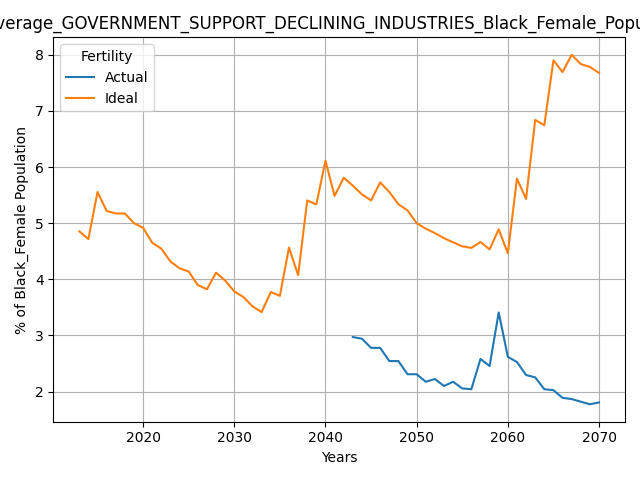 verage_GOVERNMENT_SUPPORT_DECLINING_INDUSTRIES_Black_Female_Popu
Fertility
Actual
Ideal
% of Black_Female Population
8
7
6
5
4
3
2
2020 2030 2040 2050 2060 2070
Years